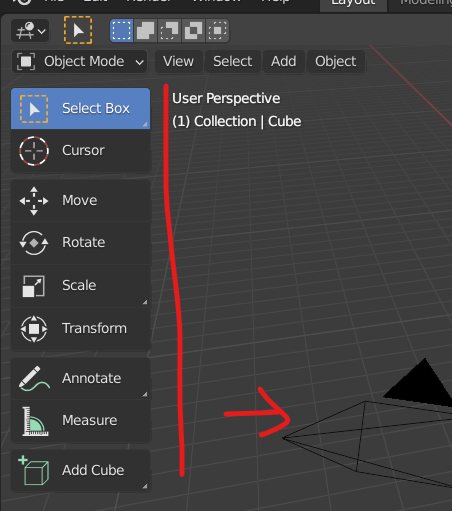 Layout Modeling
Object Mode View Select Add Object
Select Box
User Perspective
(1) Collection | Cube
Cursor
Move
Rotate
Scale
Transform
Annotate
Measure
Add Cube